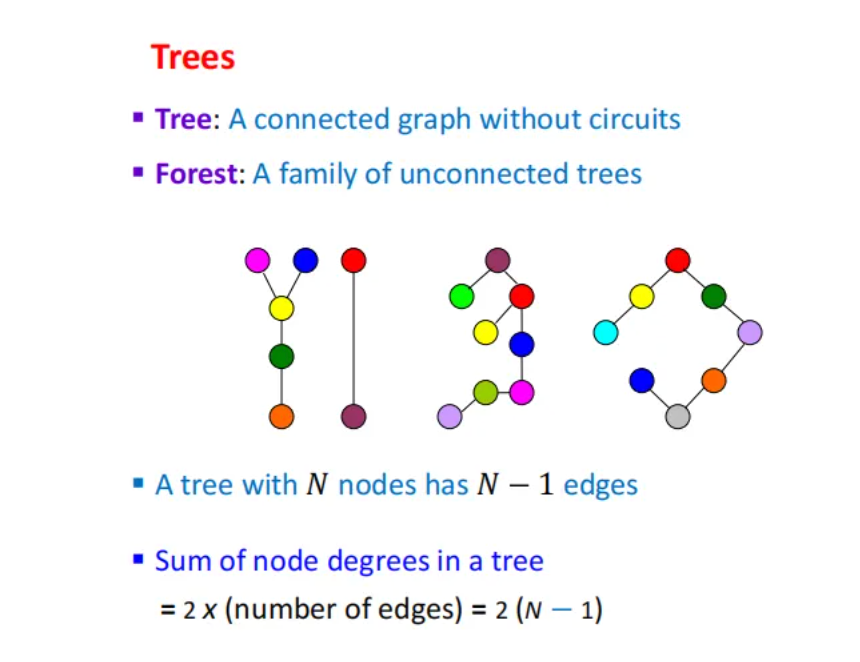 Trees
▪ Tree: A connected graph without circuits
▪ Forest: A family of unconnected trees
▪ A tree with N nodes has N − 1 edges
▪ Sum of node degrees in a tree
= 2 x (number of edges) = 2 (N − 1)